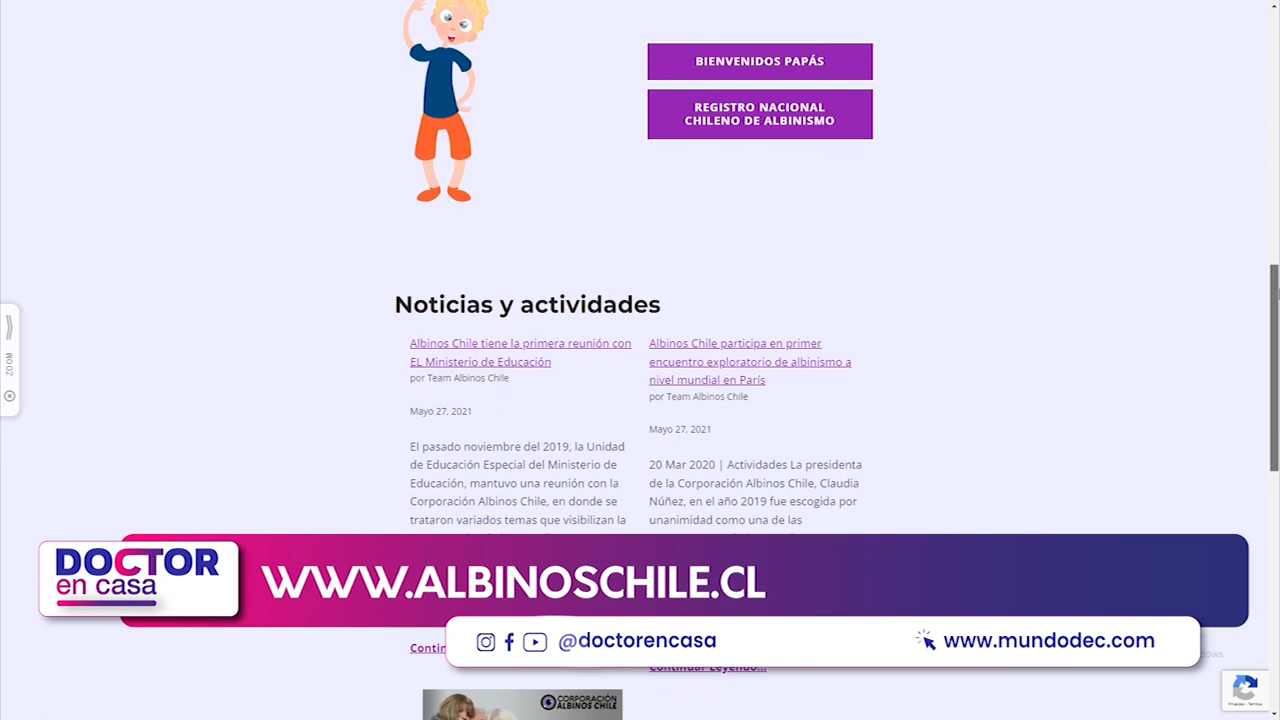 BIENVENIDOS PAPÁS
REGISTRO NACIONAL
CHILENO DE ALBINISMO
ZOOM
Noticias y actividades
Albinos Chile tiene la primera reunión con
EL Ministerio de Educación
por Team Albinos Chile
Mayo 27, 2021
El pasado noviembre del 2019, la Unidad
de Educación Especial del Ministerio de
Educación, mantuvo una reunión con la
Corporación Albinos Chile, en donde se
trataron variados temas que visibilizan la
Albinos Chile participa en primer
encuentro exploratorio de albinismo a
nivel mundial en París
por Team Albinos Chile
Mayo 27, 2021
20 Mar 2020 | Actividades La presidenta
de la Corporación Albinos Chile, Claudia
Núñez, en el año 2019 fue escogida por
unanimidad como una de las
DOCTOR
en casa
WWW.ALBINOSCHILE.CL
@doctorencasa
www.mundodec.com
Contin
Continuar Leyendo...
CORPORACIÓN
ALBINOS CHILE